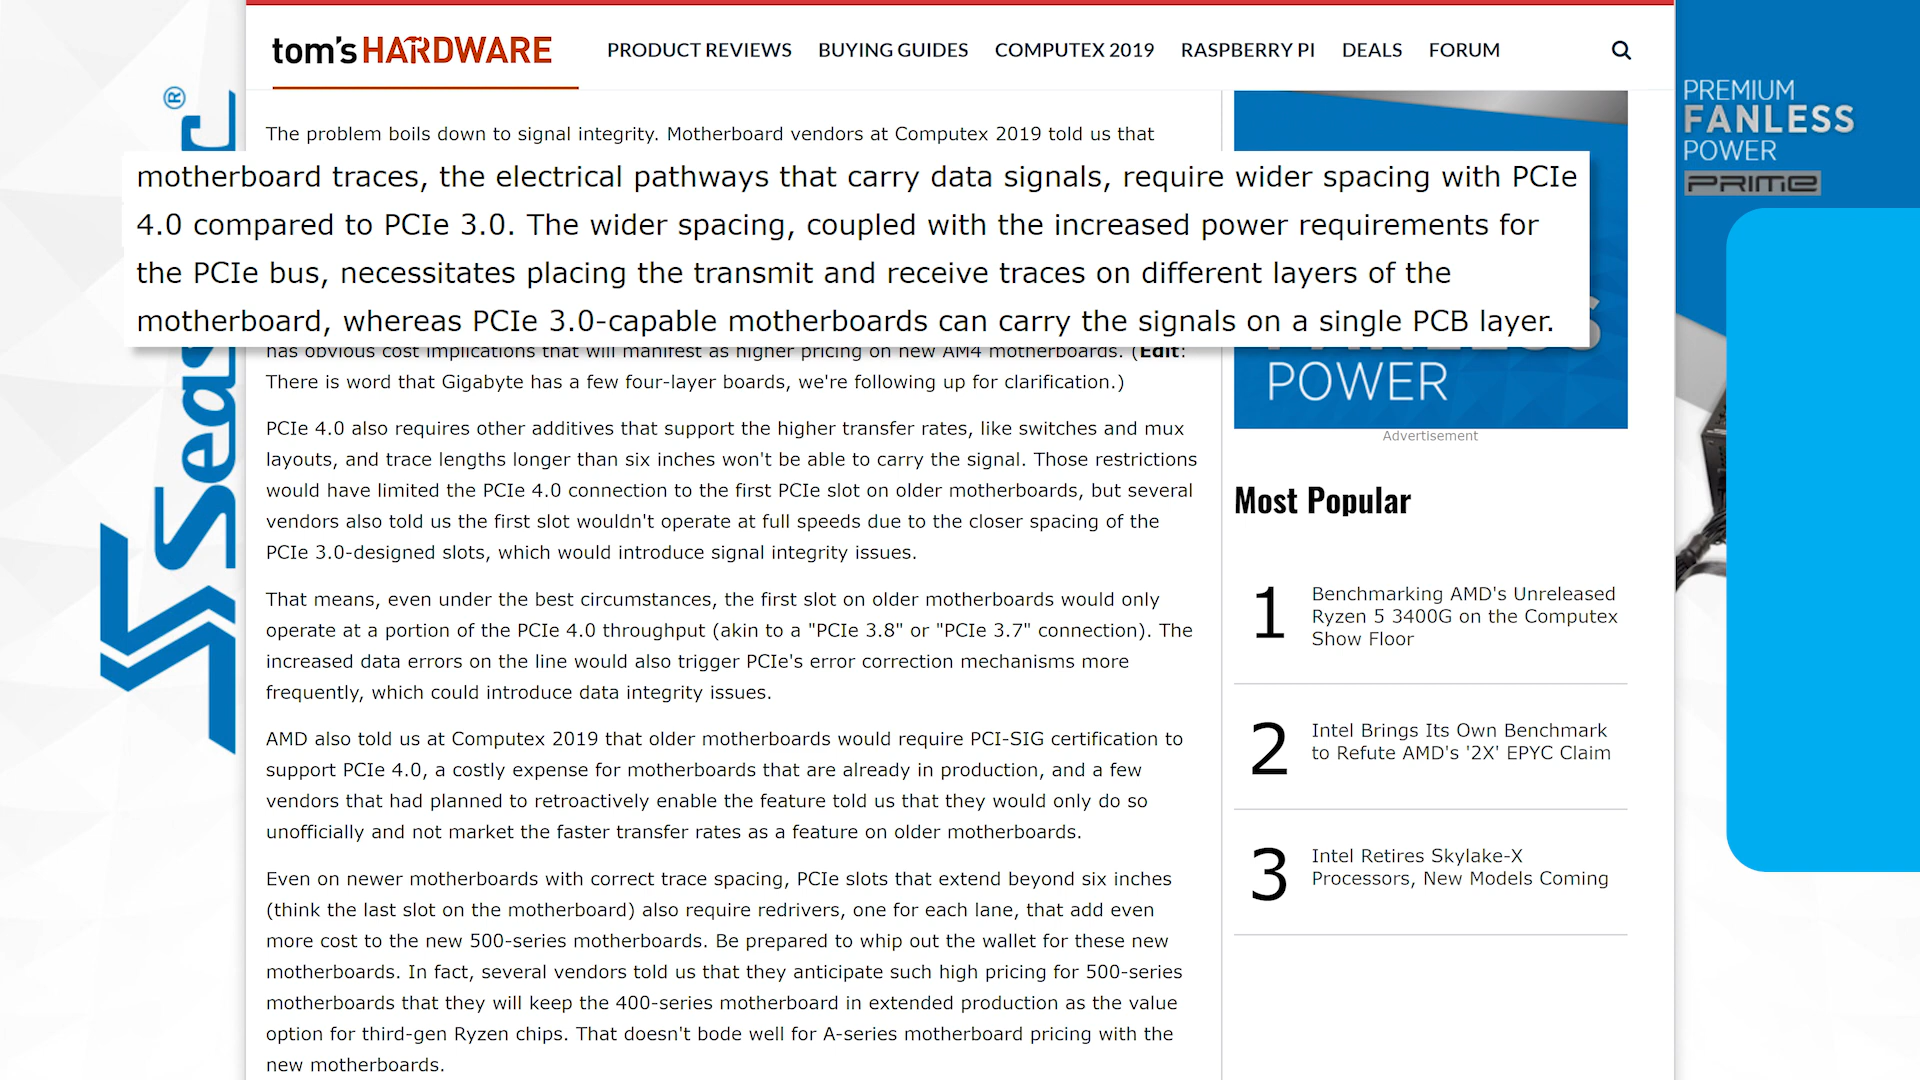 tom's HARDWARE
PRODUCT REVIEWS BUYING GUIDES COMPUTEX 2019 RASPBERRY PI DEALS FORUM
The problem boils down to signal integrity. Motherboard vendors at Computex 2019 told us that
motherboard traces, the electrical pathways that carry data signals, require wider spacing with PCIe
4.0 compared to PCIe 3.0. The wider spacing, coupled with the increased power requirements for
the PCIe bus, necessitates placing the transmit and receive traces on different layers of the
motherboard, whereas PCIe 3.0-capable motherboards can carry the signals on a single PCB layer.
has obvious cost implications that will manifest as higher pricing on new AM4 motherboards. (Edit:
There is word that Gigabyte has a few four-layer boards, we're following up for clarification.)
PCIe 4.0 also requires other additives that support the higher transfer rates, like switches and mux
layouts, and trace lengths longer than six inches won't be able to carry the signal. Those restrictions
would have limited the PCIe 4.0 connection to the first PCIe slot on older motherboards, but several
vendors also told us the first slot wouldn't operate at full speeds due to the closer spacing of the
PCIe 3.0-designed slots, which would introduce signal integrity issues.
That means, even under the best circumstances, the first slot on older motherboards would only
operate at a portion of the PCIe 4.0 throughput (akin to a "PCIe 3.8" or "PCIe 3.7" connection). The
increased data errors on the line would also trigger PCIe's error correction mechanisms more
frequently, which could introduce data integrity issues.
AMD also told us at Computex 2019 that older motherboards would require PCI-SIG certification to
support PCIe 4.0, a costly expense for motherboards that are already in production, and a few
vendors that had planned to retroactively enable the feature told us that they would only do so
unofficially and not market the faster transfer rates as a feature on older motherboards.
Even on newer motherboards with correct trace spacing, PCIe slots that extend beyond six inches
(think the last slot on the motherboard) also require redrivers, one for each lane, that add even
more cost to the new 500-series motherboards. Be prepared to whip out the wallet for these new
motherboards. In fact, several vendors told us that they anticipate such high pricing for 500-series
motherboards that they will keep the 400-series motherboard in extended production as the value
option for third-gen Ryzen chips. That doesn't bode well for A-series motherboard pricing with the
new motherboards.
POWER
Advertisement
Most Popular
1
Benchmarking AMD's Unreleased
Ryzen 5 3400G on the Computex
Show Floor
2
Intel Brings Its Own Benchmark
to Refute AMD's '2X' EPYC Claim
3
Intel Retires Skylake-X
Processors, New Models Coming
PREMIUM
FANLESS
POWER
PRIME